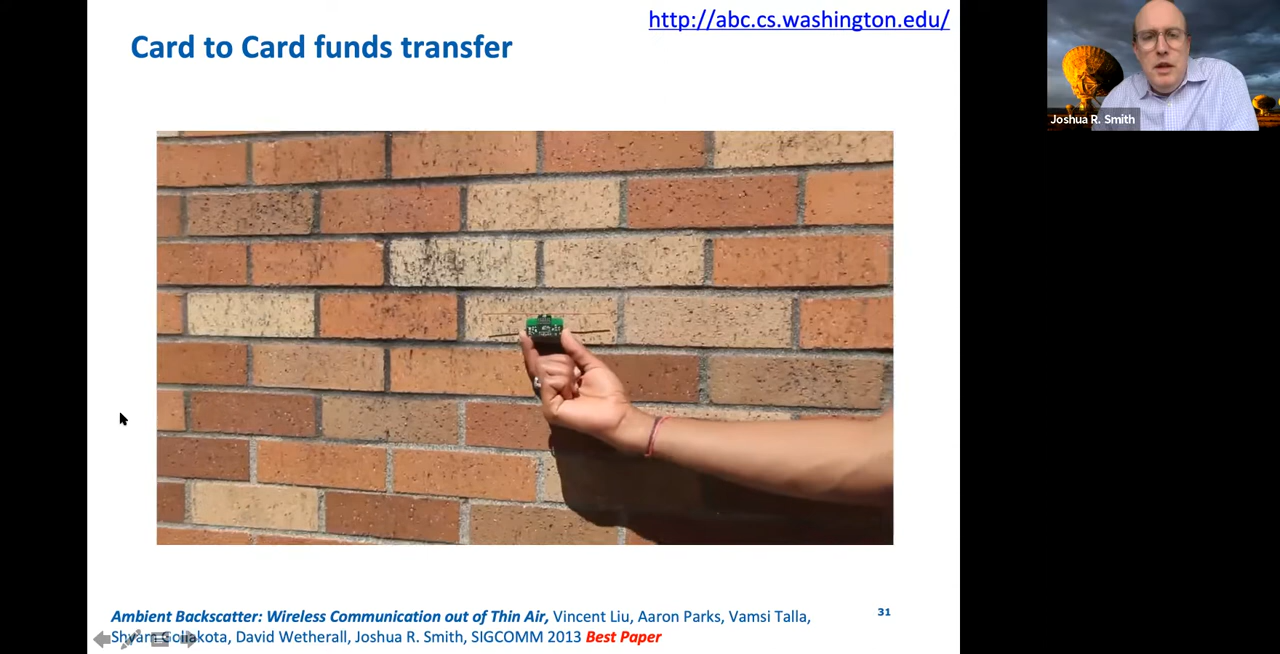 http://abc.cs.washington.edu/
Card to Card funds transfer
Joshua R. Smith
Ambient Backscatter: Wireless Communication out of Thin Air, Vincent Liu, Aaron Parks, Vamsi Talla,
Shyam Gollakota, David Wetherall, Joshua R. Smith, SIGCOMM 2013 Best Paper
31